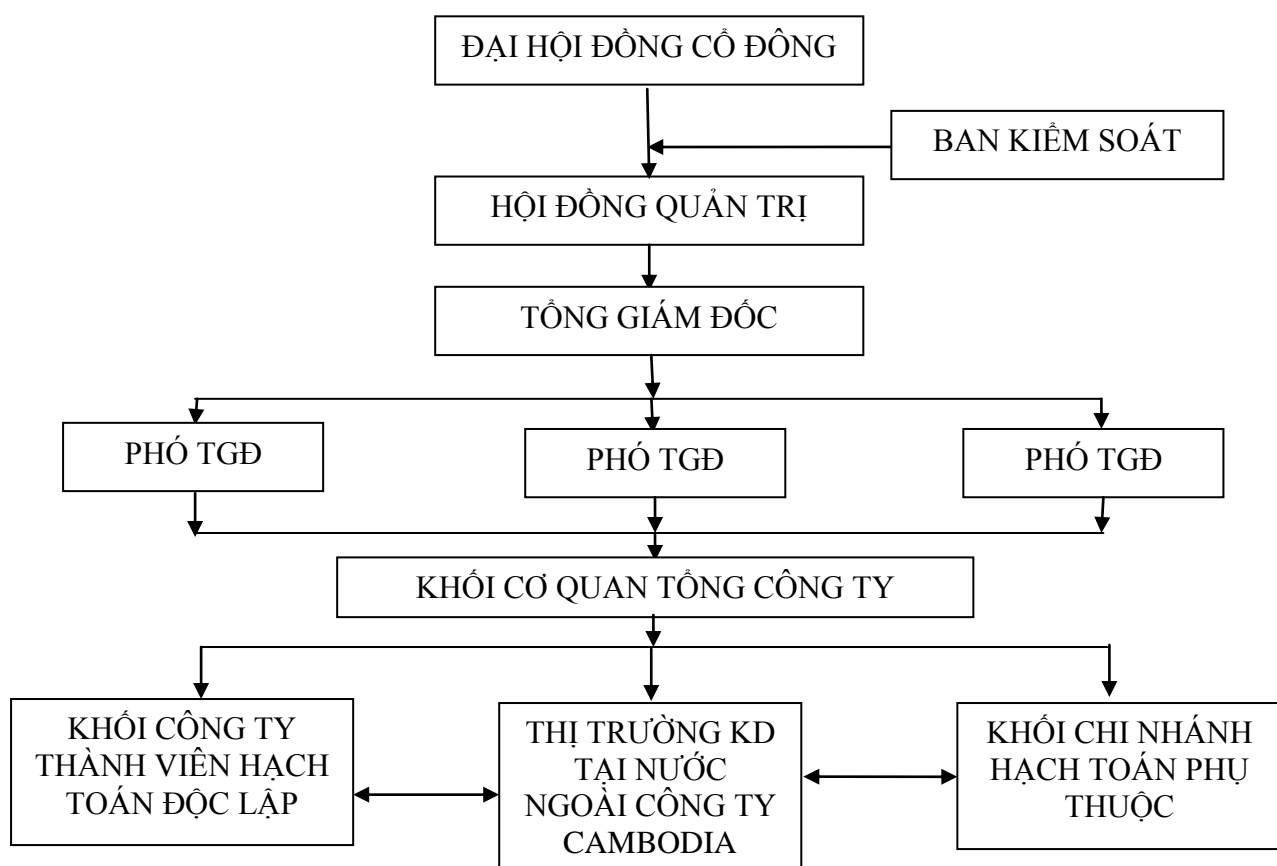 ĐẠI HỘI ĐỒNG CỔ ĐÔNG
BAN KIỂM SOÁT
HỘI ĐỒNG QUẢN TRỊ
TỔNG GIÁM ĐỐC
PHÓ TGĐ
PHÓ TGĐ
PHÓ TGĐ
KHỐI CƠ QUAN TỔNG CÔNG TY
KHỐI CÔNG TY
THÀNH VIÊN HẠCH
TOÁN ĐỘC LẬP
THỊ TRƯỜNG KD
TẠI NƯỚC
NGOÀI CÔNG TY
CAMBODIA
KHỐI CHI NHÁNH
HẠCH TOÁN PHỤ
THUỘC